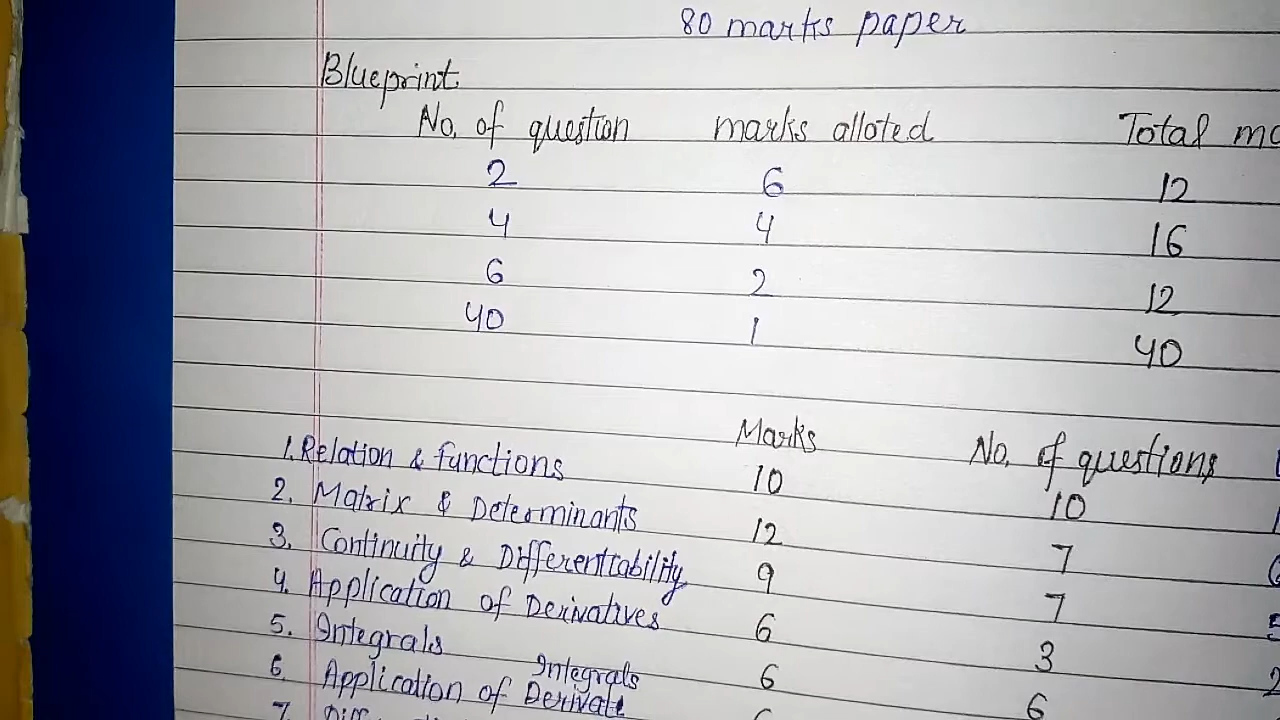 80 marks paper
Blueprint
No. of question marks alloted Total
2 6 12
4 4 16
6 2 12
40 1 40
Marks No. of questions
1. Relation & functions 10 10
2. Matrix & Determinants 12 7
3. Continuity & Differentiability 9 7
4. Application of Derivatives 6 3
5. Integrals 6 6
Integrals
6. Application of Derivate
7.